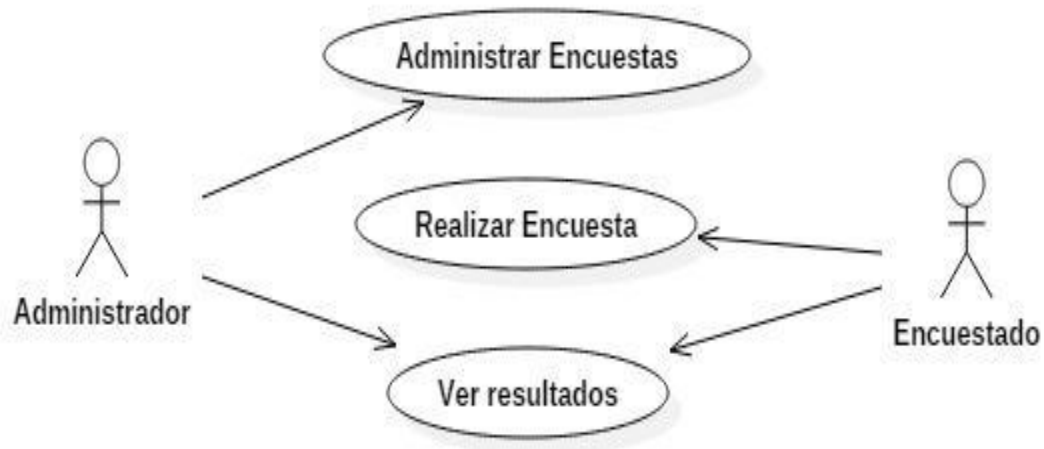 Administrar Encuestas
Realizar Encuesta
Administrador
Encuestado
Ver resultados